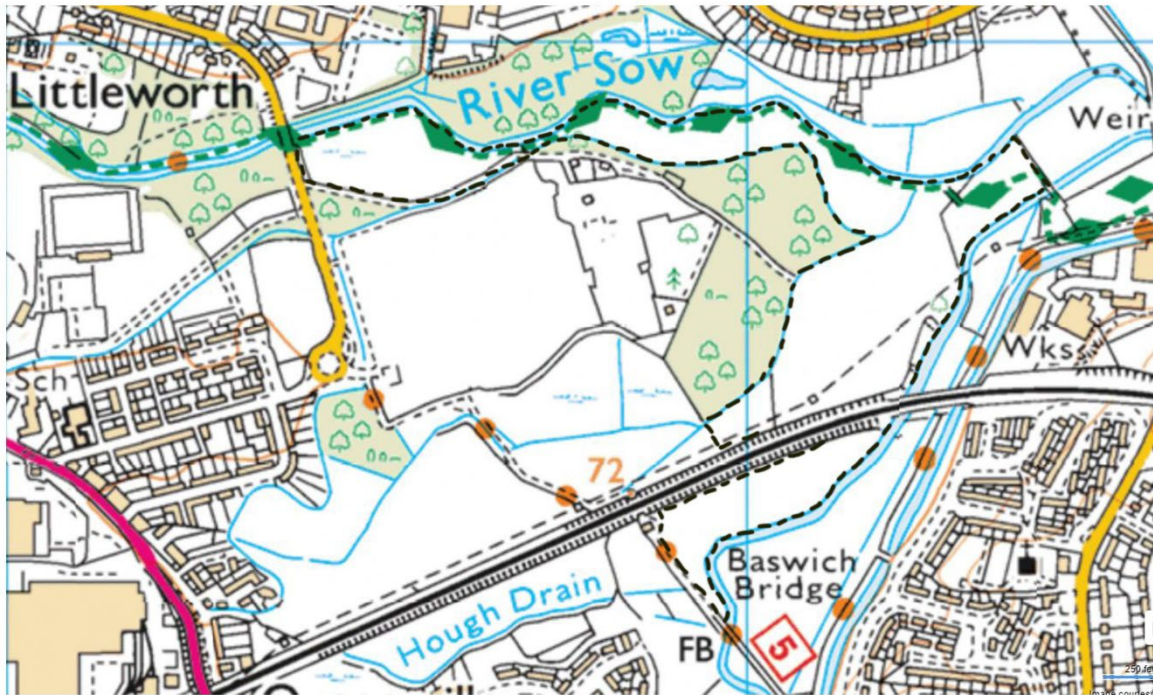 Littleworth
River Sow
Weir
Sch
Wks
72
Hough Drain
Baswich
Bridge
FB
5